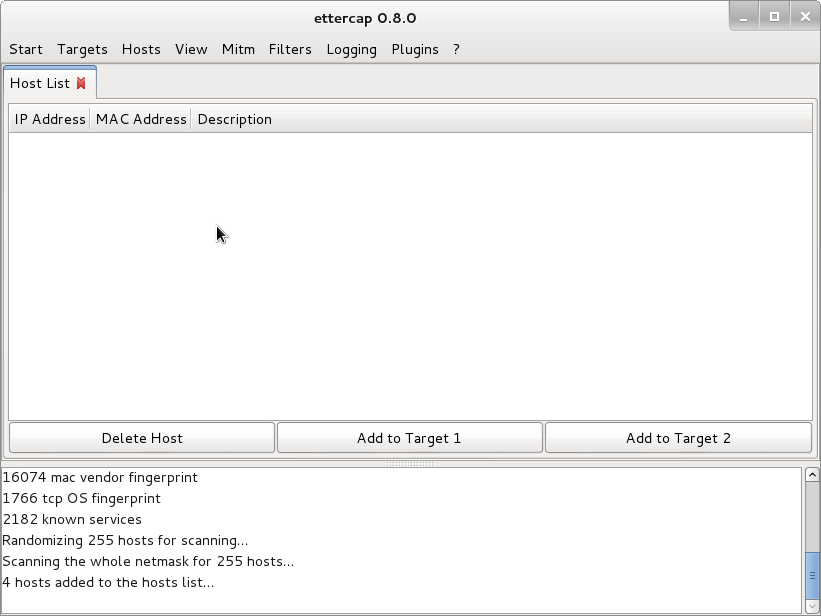 ettercap 0.8.0
Start Targets Hosts View Mitm Filters Logging Plugins ?
Host List
IP Address MAC Address Description
Delete Host Add to Target 1 Add to Target 2
16074 mac vendor fingerprint
1766 tcp OS fingerprint
2182 known services
Randomizing 255 hosts for scanning...
Scanning the whole netmask for 255 hosts...
4 hosts added to the hosts list...